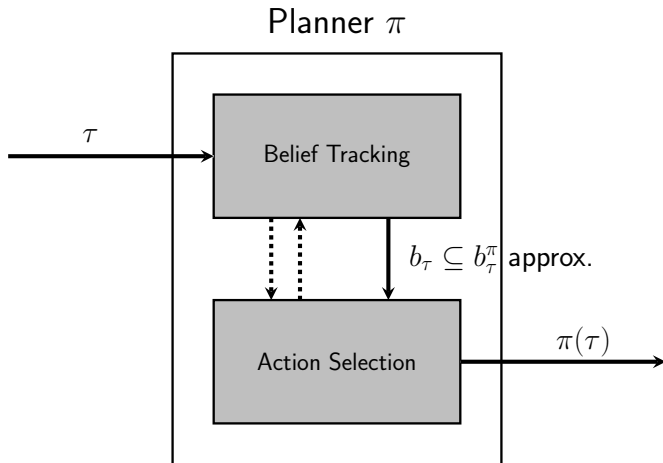 Planner π
τ
Belief Tracking
b_τ ⊆ b_τ^π approx.
Action Selection
π(τ)